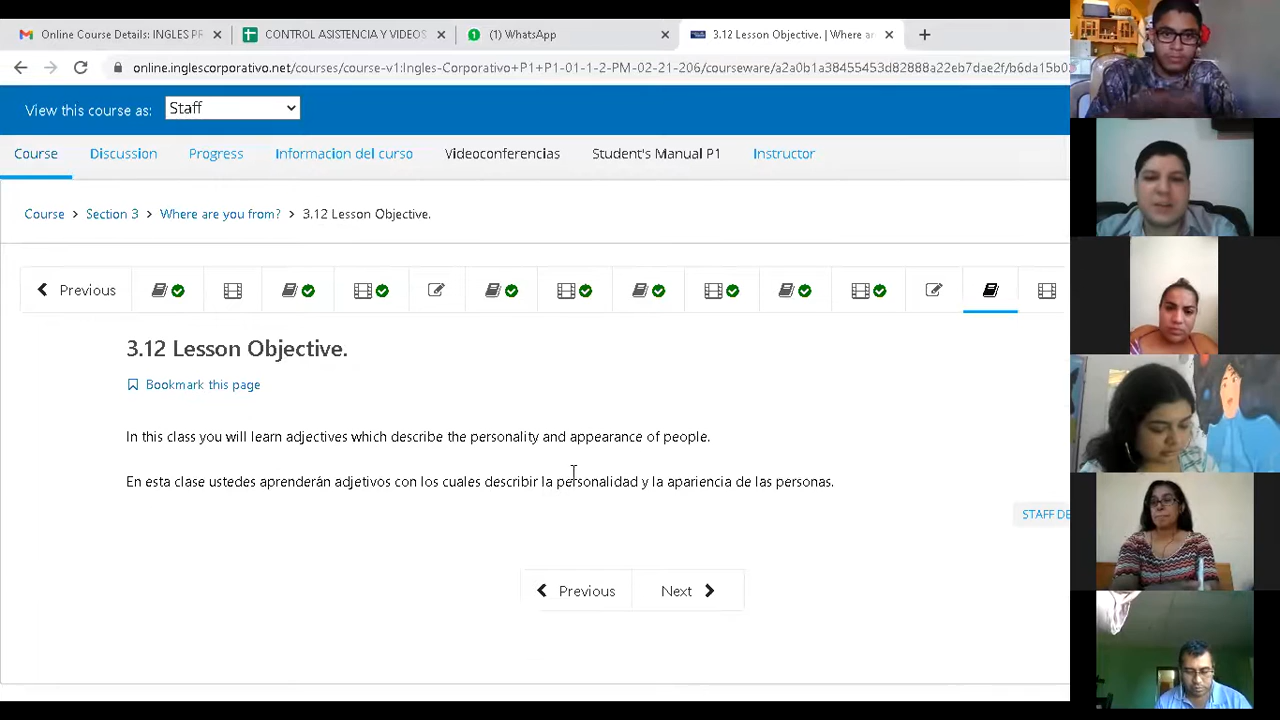 Online Course Details: INGLES PR
CONTROL ASISTENCIA Y VIDEOS
(1) WhatsApp
3.12 Lesson Objective. | Where ar
online.inglescorporativo.net/courses/course-v1:Ingles-Corporativo+P1+P1-01-1-2-PM-02-21-206/courseware/a2a0b1a38455453d82888a22eb7dae2f/b6da15b0
View this course as:
Staff
Course
Discussion
Progress
Informacion del curso
Videoconferencias
Student's Manual P1
Instructor
Course > Section 3 > Where are you from? > 3.12 Lesson Objective.
Previous
3.12 Lesson Objective.
Bookmark this page
In this class you will learn adjectives which describe the personality and appearance of people.
En esta clase ustedes aprenderán adjetivos con los cuales describir la personalidad y la apariencia de las personas.
STAFF DE
Previous
Next